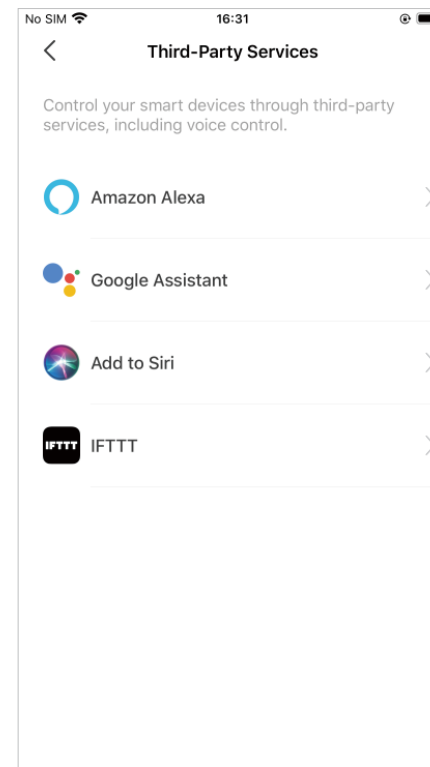 No SIM 16:31
Third-Party Services
Control your smart devices through third-party
services, including voice control.
Amazon Alexa
Google Assistant
Add to Siri
IFTTT IFTTT